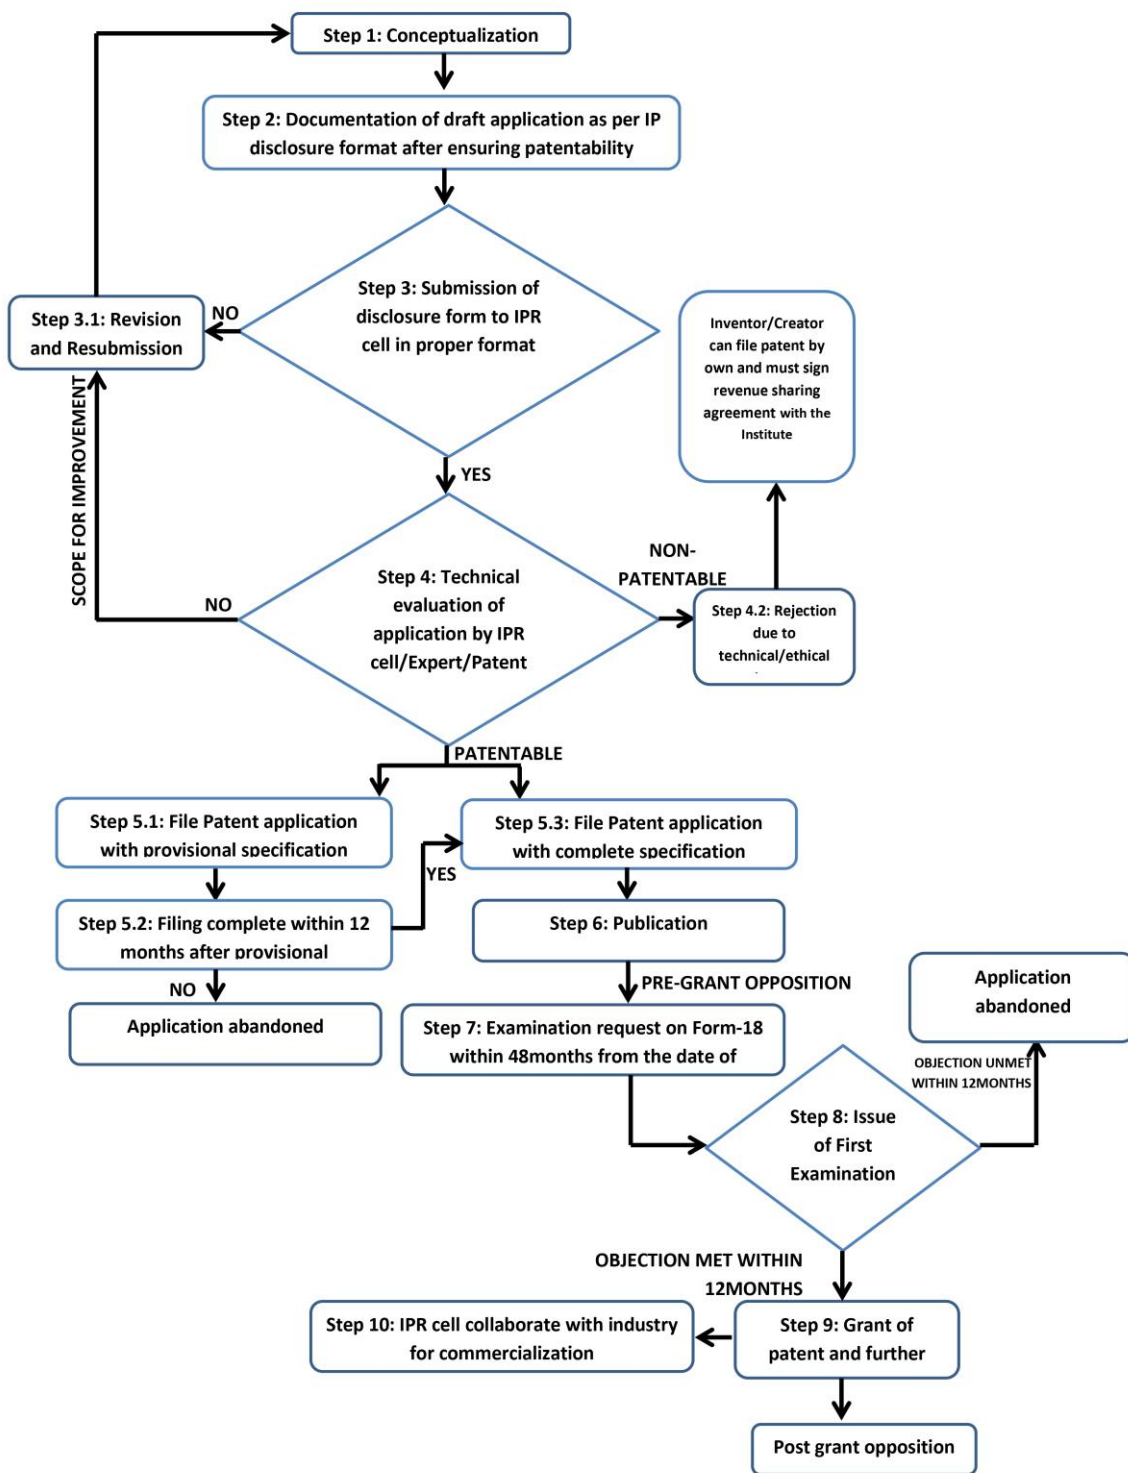 Step 1: Conceptualization
Step 2: Documentation of draft application as per IP
disclosure format after ensuring patentability
Step 3: Submission of
disclosure form to IPR
cell in proper format
NO
Step 3.1: Revision
and Resubmission
Inventor/Creator
can file patent by
own and must sign
revenue sharing
agreement with the
Institute
YES
SCOPE FOR IMPROVEMENT
Step 4: Technical
evaluation of
application by IPR
cell/Expert/Patent
NO
NON-
PATENTABLE
Step 4.2: Rejection
due to
technical/ethical
PATENTABLE
Step 5.1: File Patent application
with provisional specification
Step 5.3: File Patent application
with complete specification
YES
Step 5.2: Filing complete within 12
months after provisional
Step 6: Publication
NO
Application abandoned
PRE-GRANT OPPOSITION
Step 7: Examination request on Form-18
within 48months from the date of
Application
abandoned
OBJECTION UNMET
WITHIN 12MONTHS
Step 8: Issue
of First
Examination
OBJECTION MET WITHIN
12MONTHS
Step 10: IPR cell collaborate with industry
for commercialization
Step 9: Grant of
patent and further
Post grant opposition